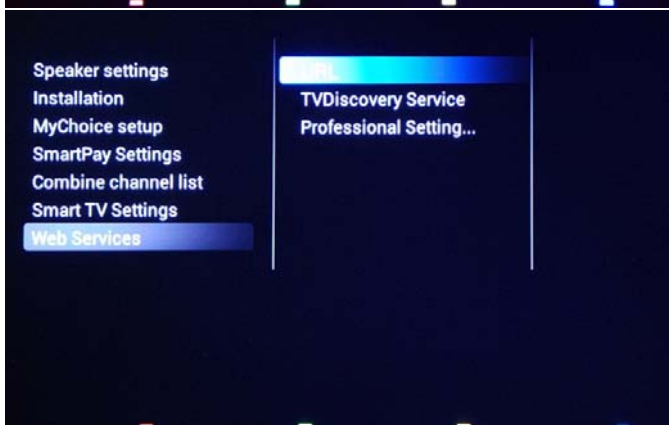 Speaker settings
Installation
MyChoice setup
SmartPay Settings
Combine channel list
Smart TV Settings
Web Services
URL
TVDiscovery Service
Professional Setting...